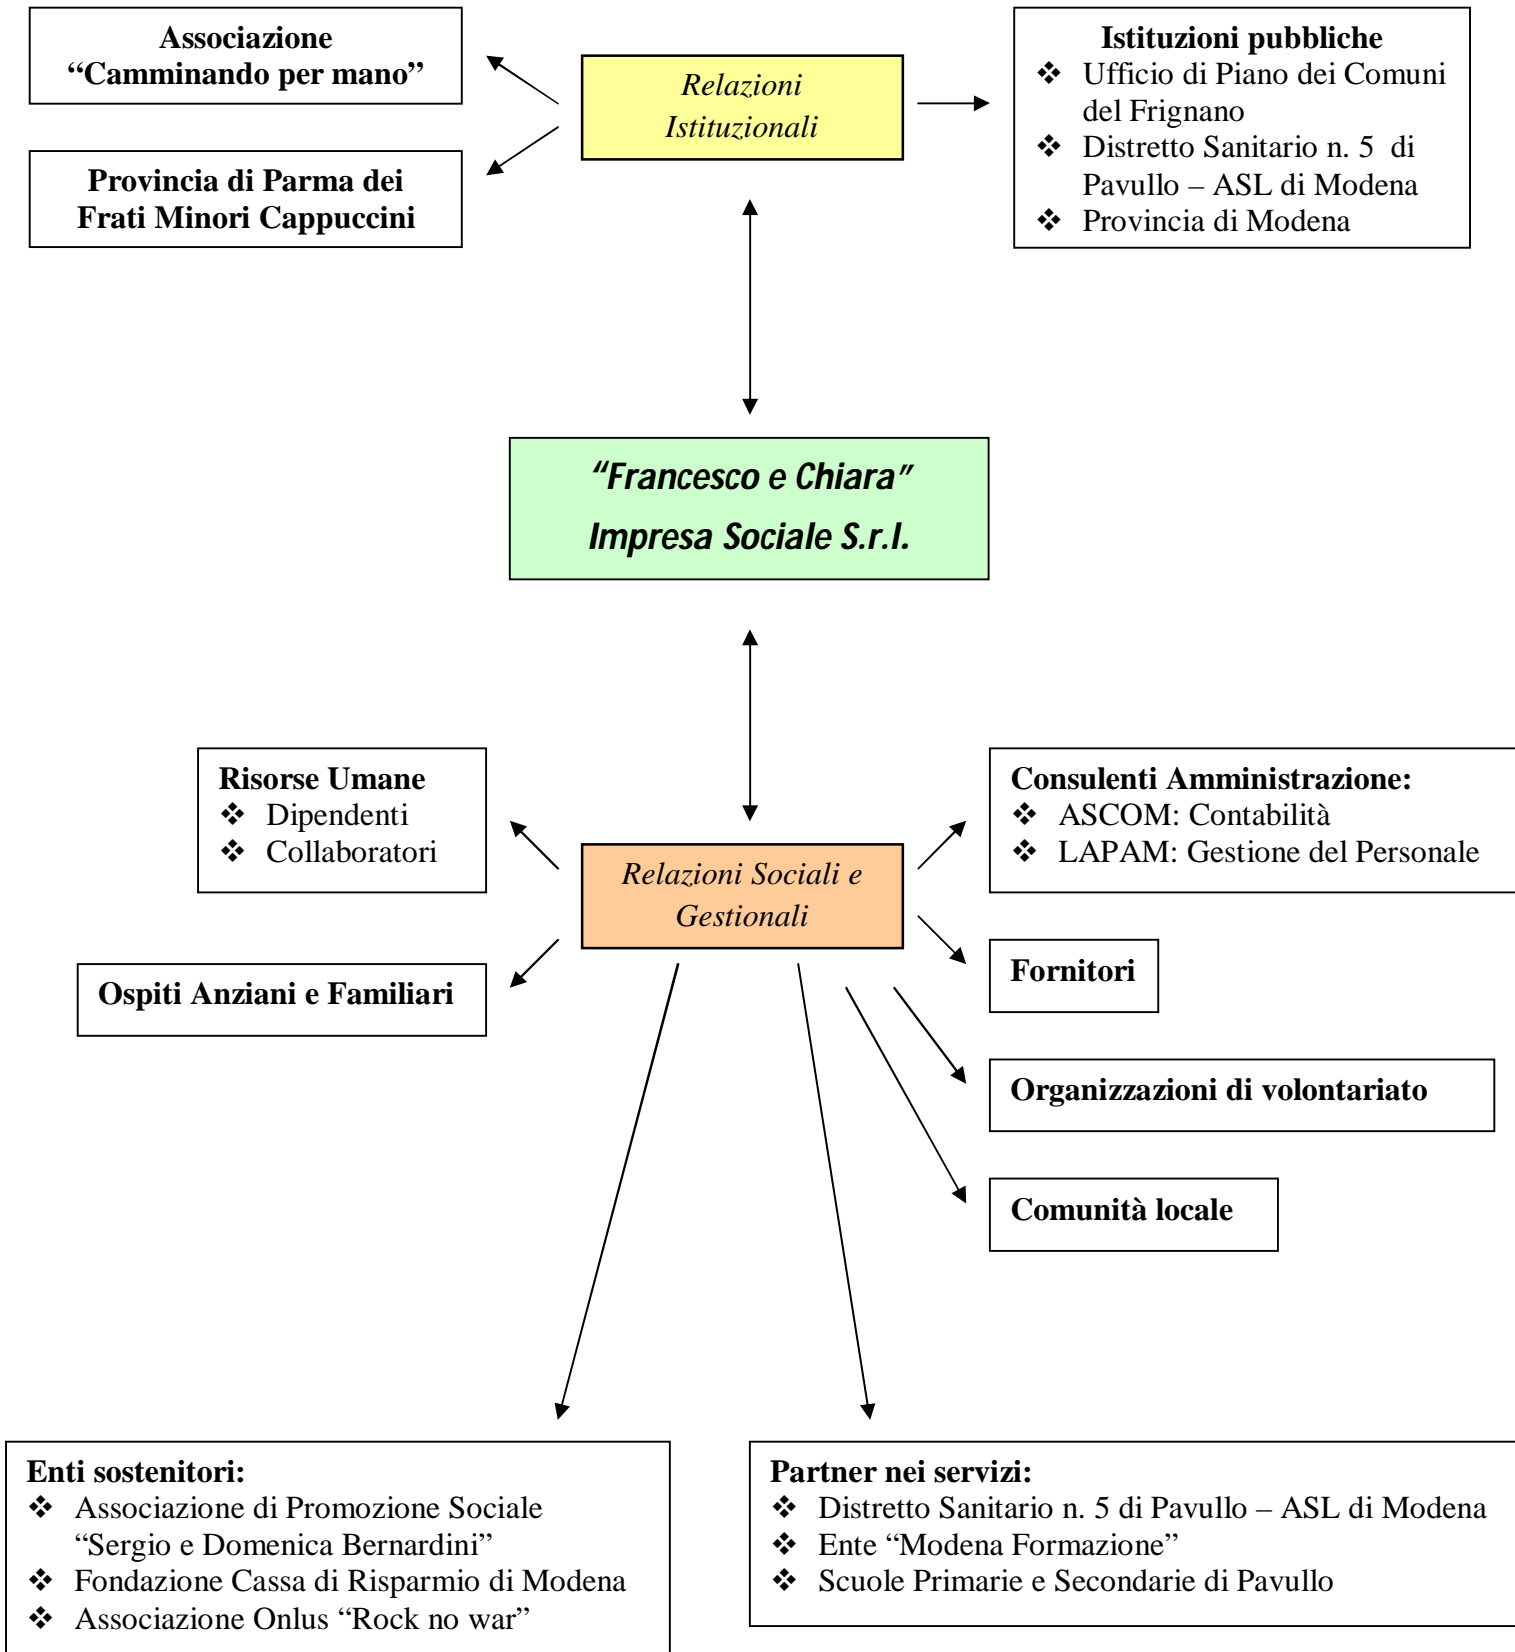 Associazione
“Camminando per mano”
Provincia di Parma dei
Frati Minori Cappuccini
Relazioni
Istituzionali
Istituzioni pubbliche
❖ Ufficio di Piano dei Comuni
del Frignano
❖ Distretto Sanitario n. 5 di
Pavullo – ASL di Modena
❖ Provincia di Modena
“Francesco e Chiara”
Impresa Sociale S.r.l.
Risorse Umane
❖ Dipendenti
❖ Collaboratori
Ospiti Anziani e Familiari
Relazioni Sociali e
Gestionali
Consulenti Amministrazione:
❖ ASCOM: Contabilità
❖ LAPAM: Gestione del Personale
Fornitori
Organizzazioni di volontariato
Comunità locale
Enti sostenitori:
❖ Associazione di Promozione Sociale
“Sergio e Domenica Bernardini”
❖ Fondazione Cassa di Risparmio di Modena
❖ Associazione Onlus “Rock no war”
Partner nei servizi:
❖ Distretto Sanitario n. 5 di Pavullo – ASL di Modena
❖ Ente “Modena Formazione”
❖ Scuole Primarie e Secondarie di Pavullo